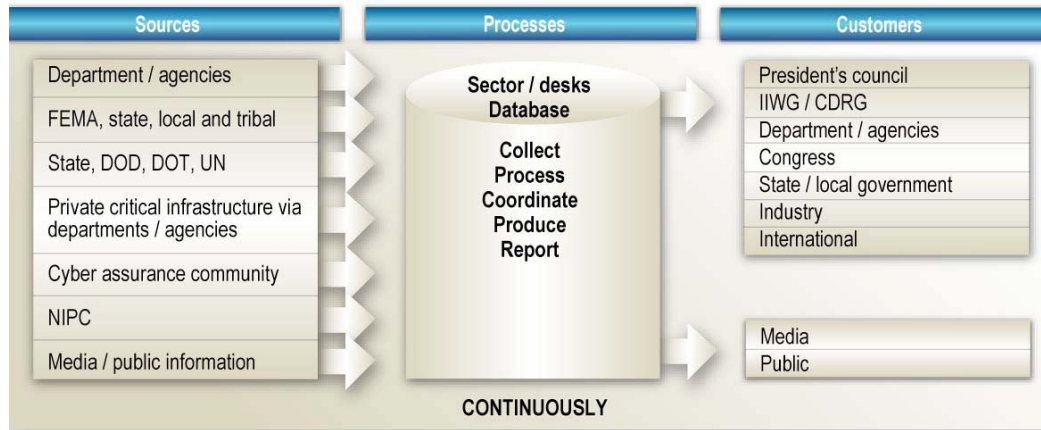 Sources
Processes
Customers
Department / agencies
FEMA, state, local and tribal
State, DOD, DOT, UN
Private critical infrastructure via
departments / agencies
Cyber assurance community
NIPC
Media / public information
Sector / desks
Database
Collect
Process
Coordinate
Produce
Report
CONTINUOUSLY
President's council
IIWG / CDRG
Department / agencies
Congress
State / local government
Industry
International
Media
Public